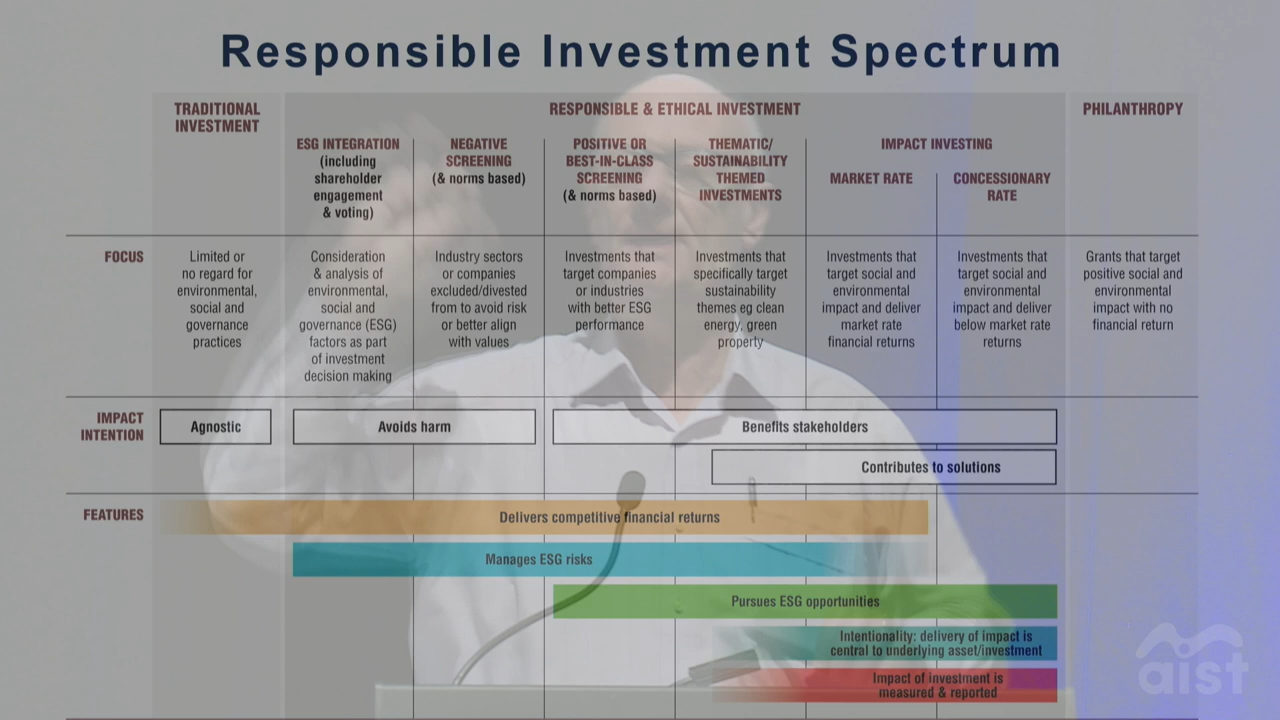 Responsible Investment Spectrum
TRADITIONAL
INVESTMENT
RESPONSIBLE & ETHICAL INVESTMENT
PHILANTHROPY
ESG INTEGRATION
(including
shareholder
engagement
& voting)
NEGATIVE
SCREENING
(& norms based)
POSITIVE OR
BEST-IN-CLASS
SCREENING
(& norms based)
THEMATIC/
SUSTAINABILITY
THEMED
INVESTMENTS
IMPACT INVESTING
MARKET RATE
CONCESSIONARY
RATE
FOCUS
Limited or
no regard for
environmental,
social and
governance
practices
Consideration
& analysis of
environmental,
social and
governance (ESG)
factors as part
of investment
decision making
Industry sectors
or companies
excluded/divested
from to avoid risk
or better align
with values
Investments that
target companies
or industries
with better ESG
performance
Investments that
specifically target
sustainability
themes eg clean
energy, green
property
Investments that
target social and
environmental
impact and deliver
market rate
financial returns
Investments that
target social and
environmental
impact and deliver
below market rate
returns
Grants that target
positive social and
environmental
impact with no
financial return
IMPACT
INTENTION
Agnostic
Avoids harm
Benefits stakeholders
Contributes to solutions
FEATURES
Delivers competitive financial returns
Manages ESG risks
Pursues ESG opportunities
Intentionality: delivery of impact is
central to underlying asset/investment
Impact of investment is
measured & reported
aist